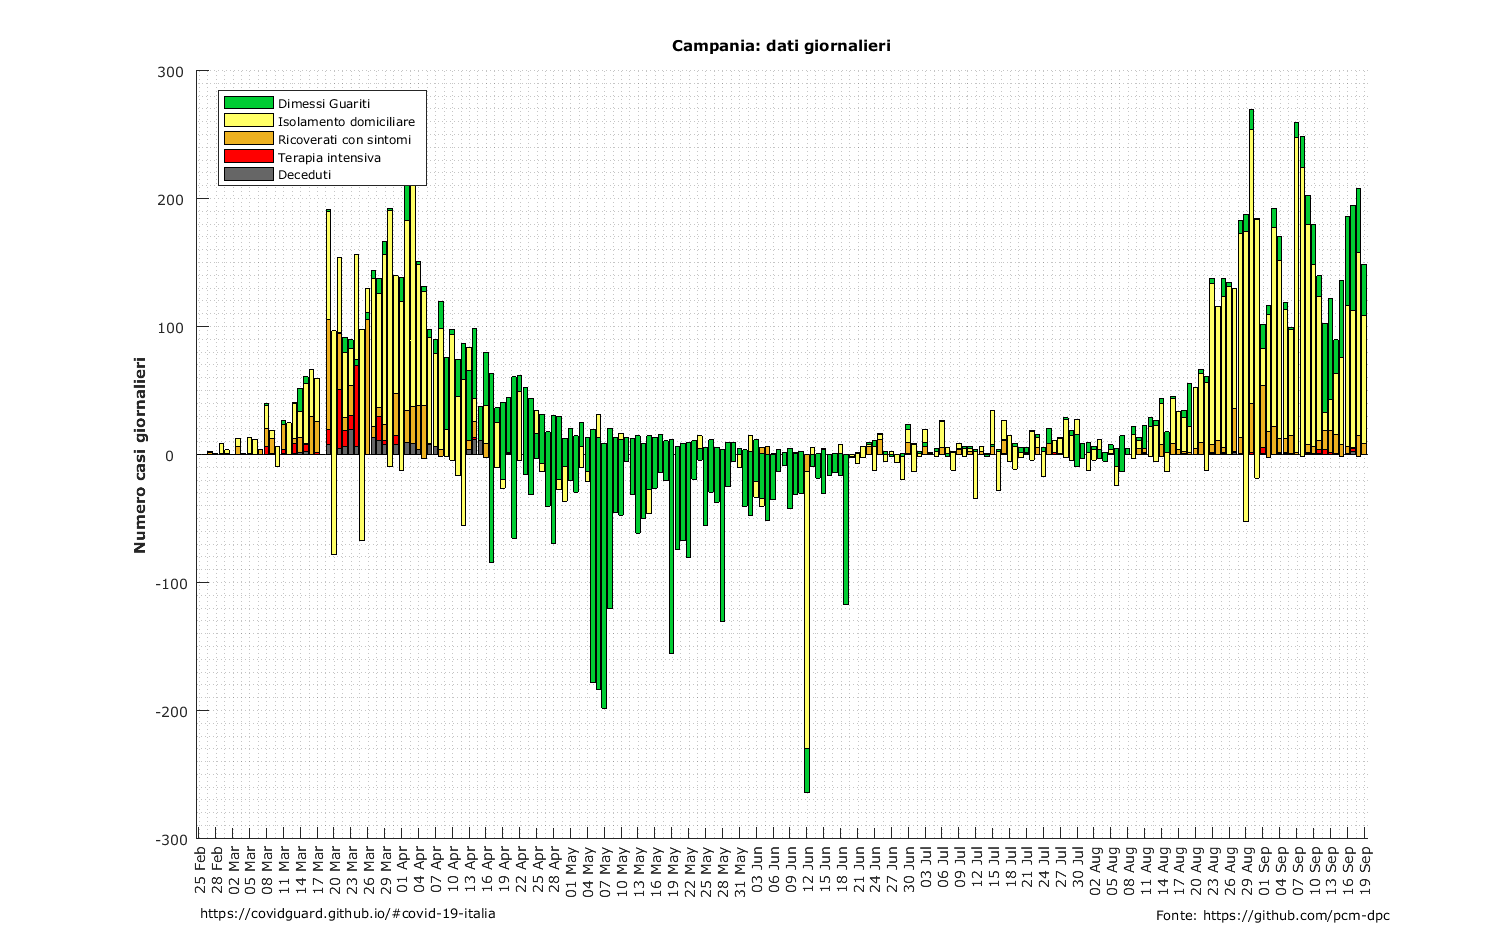 Campania: dati giornalieri
300
200
100
0
-100
-200
-300
Numero casi giornalieri
Dimessi Guariti
Isolamento domiciliare
Ricoverati con sintomi
Terapia intensiva
Deceduti
25 Feb
28 Feb
02 Mar
05 Mar
08 Mar
11 Mar
14 Mar
17 Mar
20 Mar
23 Mar
26 Mar
29 Mar
01 Apr
04 Apr
07 Apr
10 Apr
13 Apr
16 Apr
19 Apr
22 Apr
25 Apr
28 Apr
01 May
04 May
07 May
10 May
13 May
16 May
19 May
22 May
25 May
28 May
31 May
03 Jun
06 Jun
09 Jun
12 Jun
15 Jun
18 Jun
21 Jun
24 Jun
27 Jun
30 Jun
03 Jul
06 Jul
09 Jul
12 Jul
15 Jul
18 Jul
21 Jul
24 Jul
27 Jul
30 Jul
02 Aug
05 Aug
08 Aug
11 Aug
14 Aug
17 Aug
20 Aug
23 Aug
26 Aug
29 Aug
01 Sep
04 Sep
07 Sep
10 Sep
13 Sep
16 Sep
19 Sep
https://covidguard.github.io/#covid-19-italia
Fonte: https://github.com/pcm-dpc